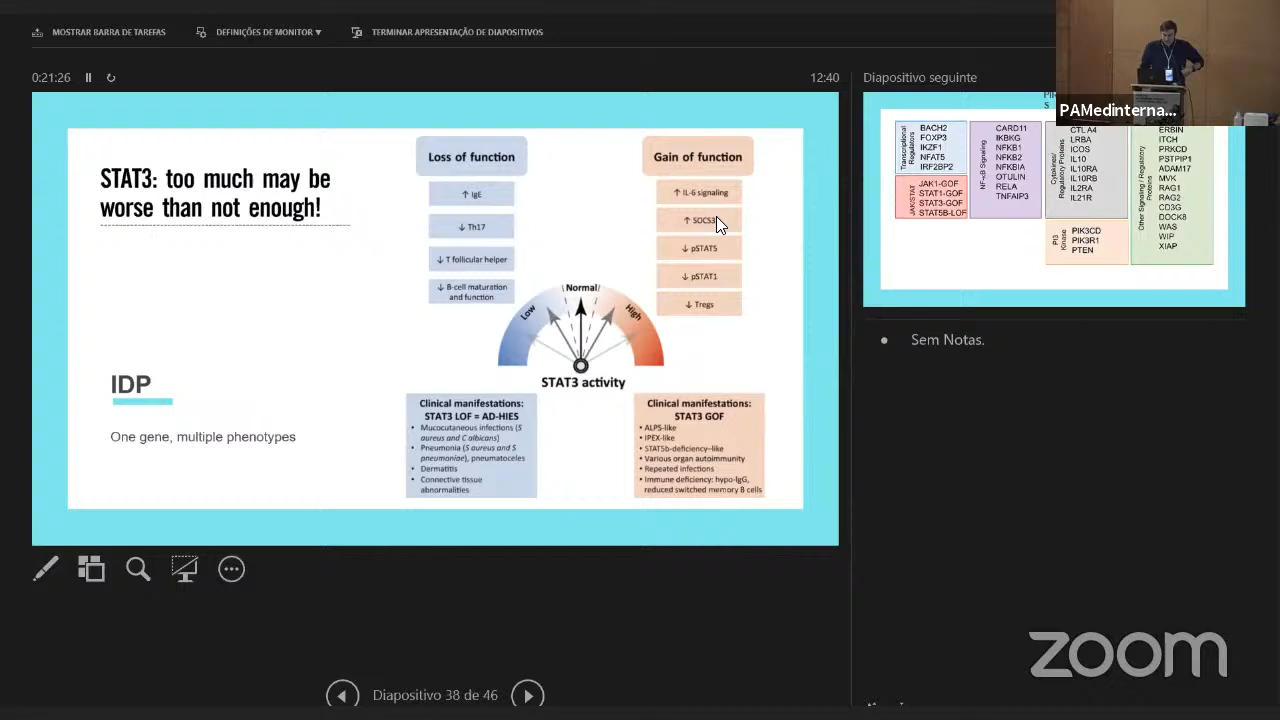 MOSTRAR BARRA DE TAREFAS
DEFINIÇÕES DE MONITOR ▼
TERMINAR APRESENTAÇÃO DE DIAPOSITIVOS
0:21:26
12:40
STAT3: too much may be
worse than not enough!
IDP
One gene, multiple phenotypes
Loss of function
↑ IgE
↓ Th17
↓ T follicular helper
↓ B-cell maturation
and function
Gain of function
↑ IL-6 signaling
↑ SOCS3
↓ pSTAT5
↓ pSTAT1
↓ Tregs
Low
Normal
High
STAT3 activity
Clinical manifestations:
STAT3 LOF = AD-HIES
• Mucocutaneous infections (S
aureus and C albicans)
• Pneumonia (S aureus and S
pneumoniae), pneumatoceles
• Dermatitis
• Connective tissue
abnormalities
Clinical manifestations:
STAT3 GOF
• ALPS-like
• IPEX-like
• STAT5b-deficiency–like
• Various organ autoimmunity
• Repeated infections
• Immune deficiency: hypo-IgG,
reduced switched memory B cells
Diapositivo 38 de 46
Diapositivo seguinte
PAMedinterna...
Transcriptional
Regulators
BACH2
FOXP3
IKZF1
NFAT5
IRF2BP2
JAK/STAT
JAK1-GOF
STAT1-GOF
STAT3-GOF
STAT5B-LOF
NF-κB Signaling
CARD11
IKBKG
NFKB1
NFKB2
NFKBIA
OTULIN
RELA
TNFAIP3
Cytokines/
Regulatory Proteins
CTLA4
LRBA
ICOS
IL10
IL10RA
IL10RB
IL2RA
IL21R
PI3
Kinase
PIK3CD
PIK3R1
PTEN
Other Signaling / Regulatory
Proteins
ERBIN
ITCH
PRKCD
PSTPIP1
ADAM17
MVK
RAG1
RAG2
CD3G
DOCK8
WAS
WIP
XIAP
• Sem Notas.
zoom